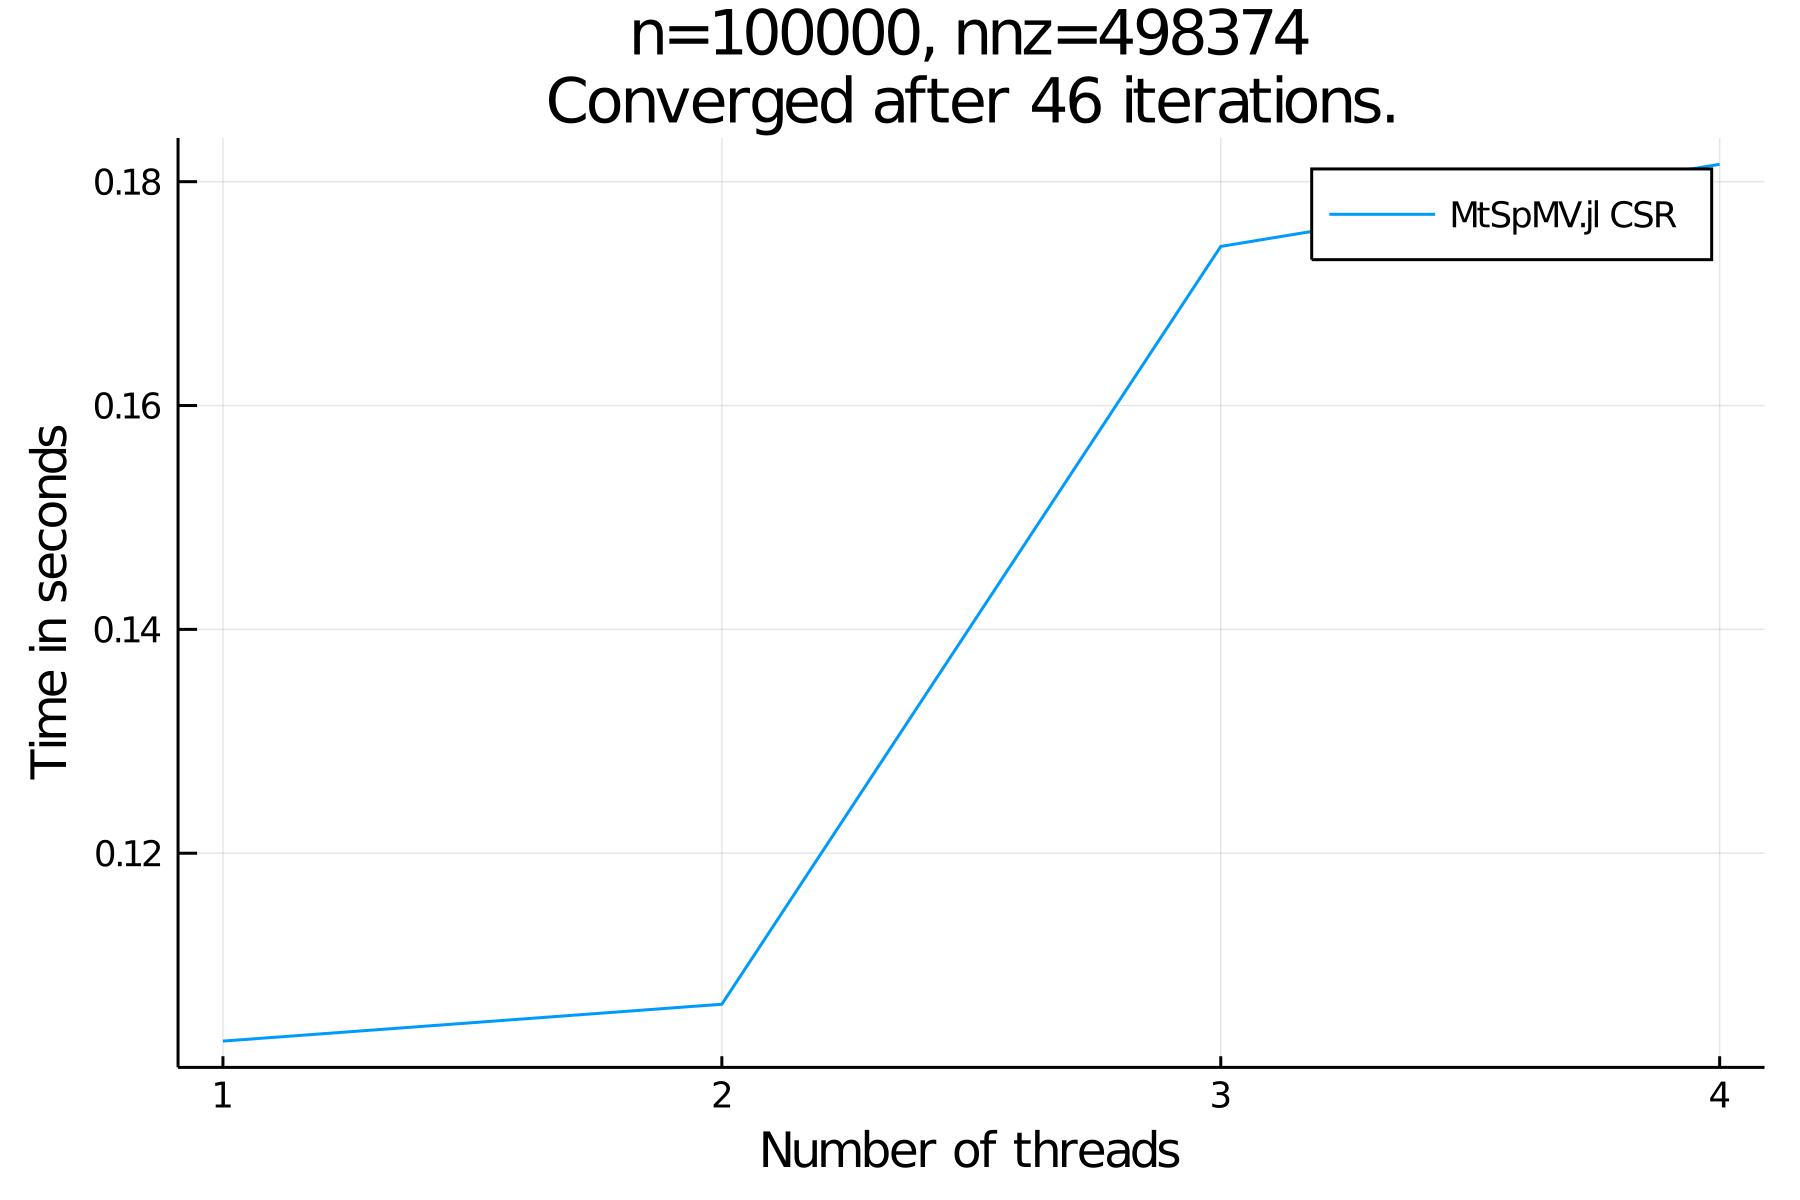 n=100000, nnz=498374
Converged after 46 iterations.
0.18
MtSpMV.jl CSR
0.16
0.14
0.12
Time in seconds
1 2 3 4
Number of threads